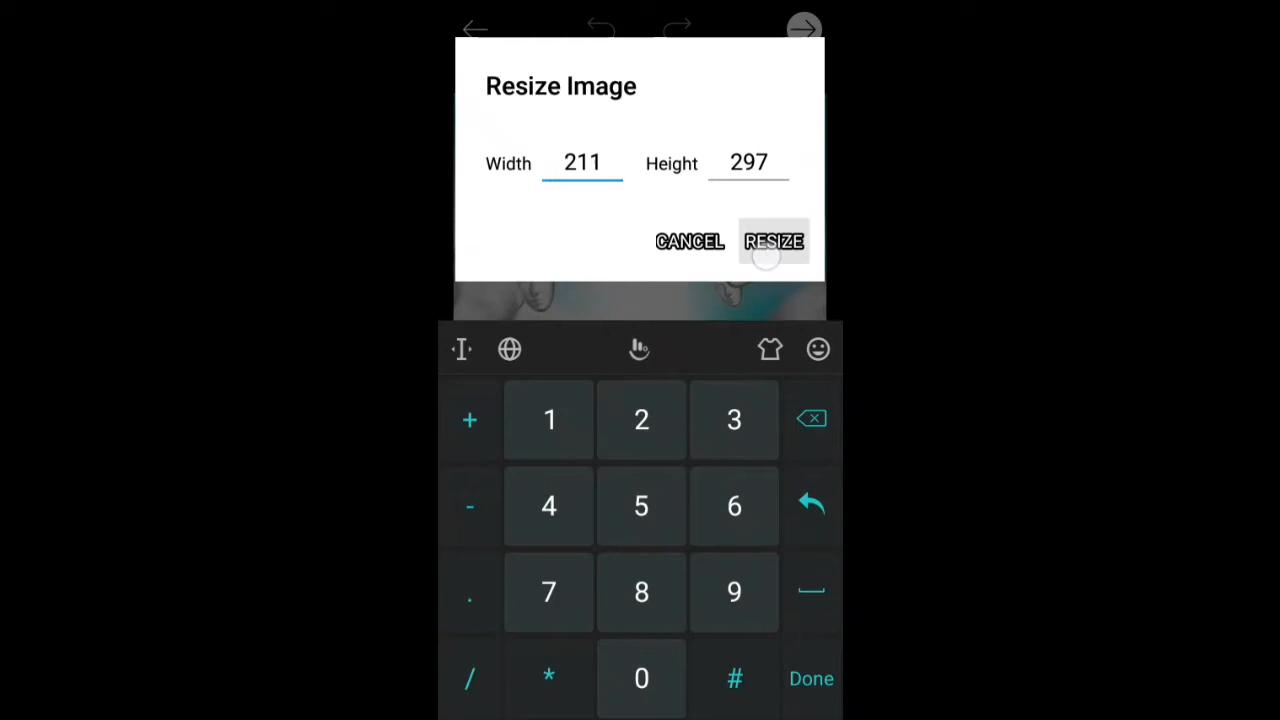 Resize Image
Width 211 Height 297
CANCEL RESIZE
+ 1 2 3
- 4 5 6
. 7 8 9
/ * 0 # Done